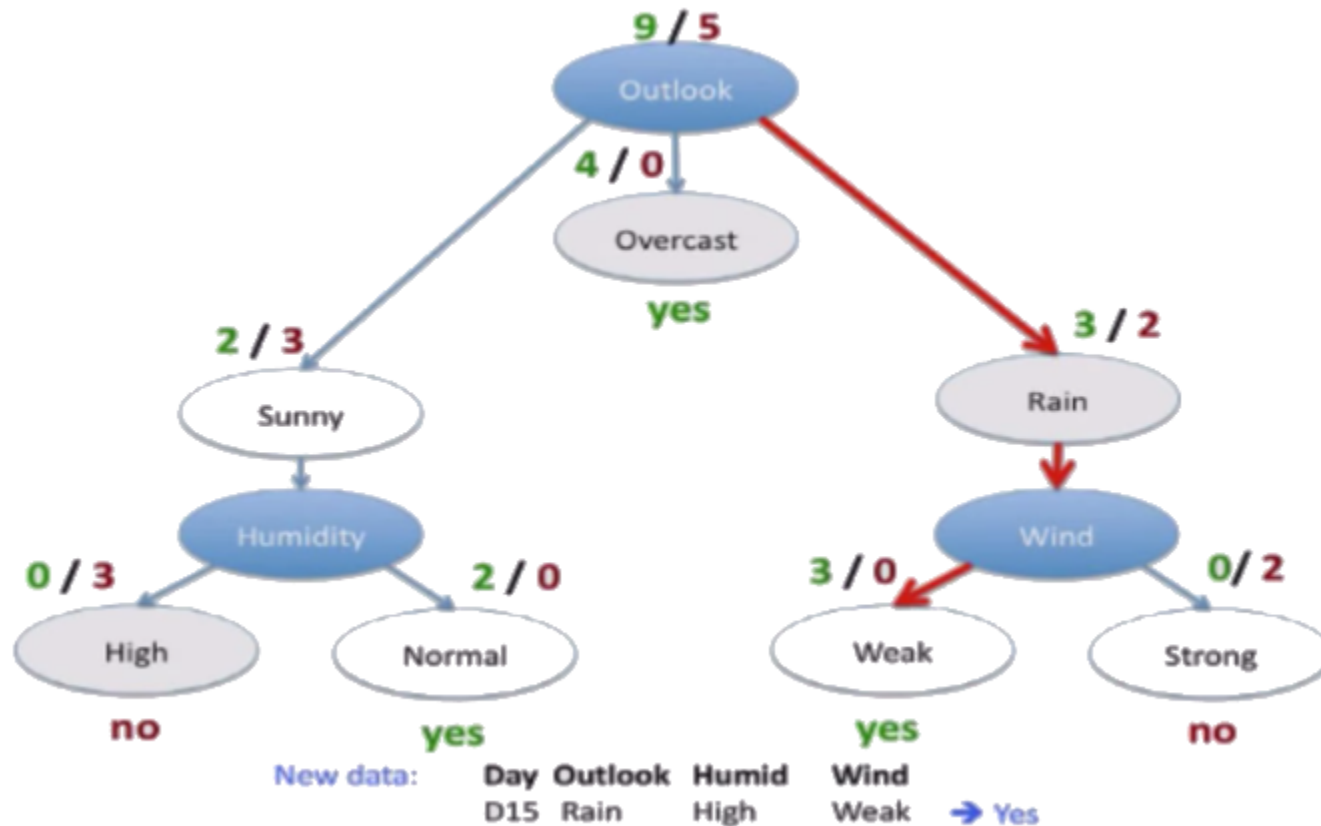 9 / 5
Outlook
4 / 0
Overcast
yes
2 / 3
3 / 2
Sunny
Rain
Humidity
Wind
0 / 3
2 / 0
3 / 0
0/ 2
High
Normal
Weak
Strong
no
yes
yes
no
New data: Day Outlook Humid Wind
D15 Rain High Weak → Yes